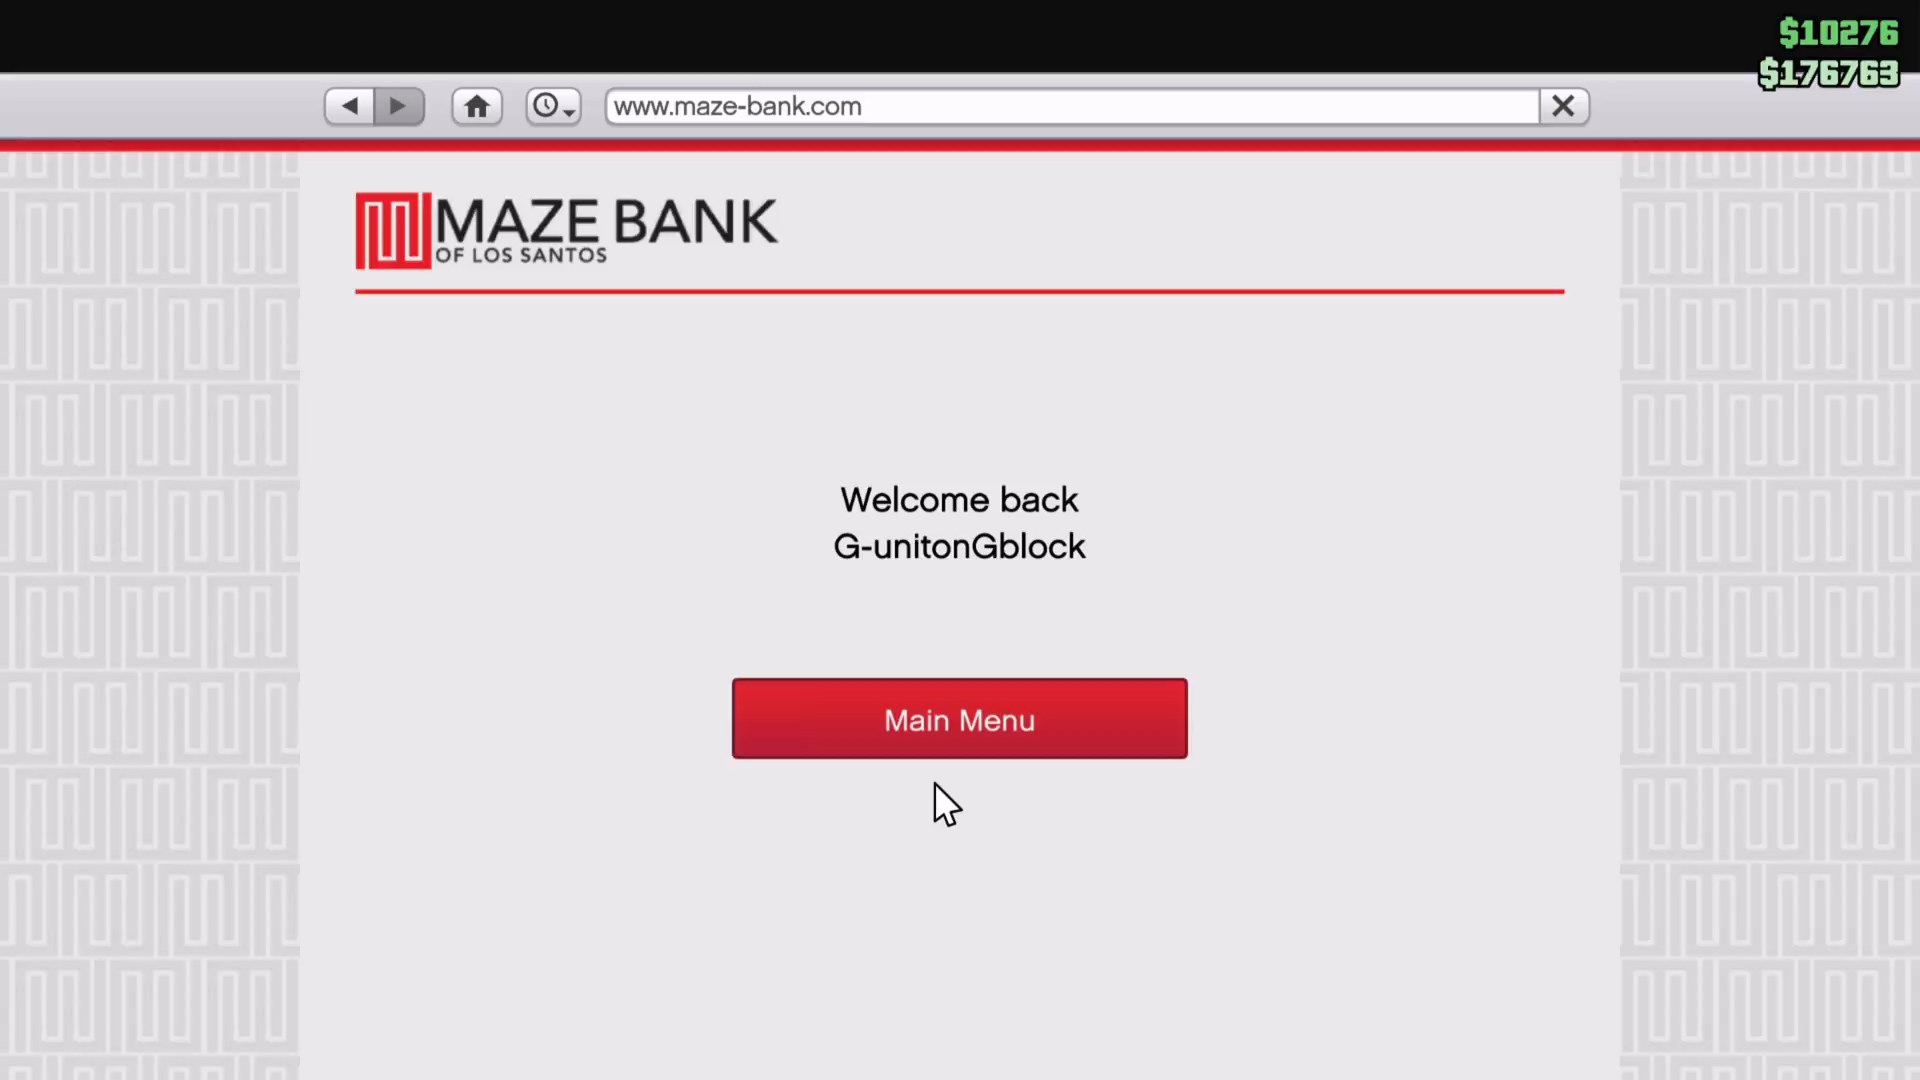 $10276
$176763
www.maze-bank.com
MAZE BANK
OF LOS SANTOS
Welcome back
G-unitonGblock
Main Menu